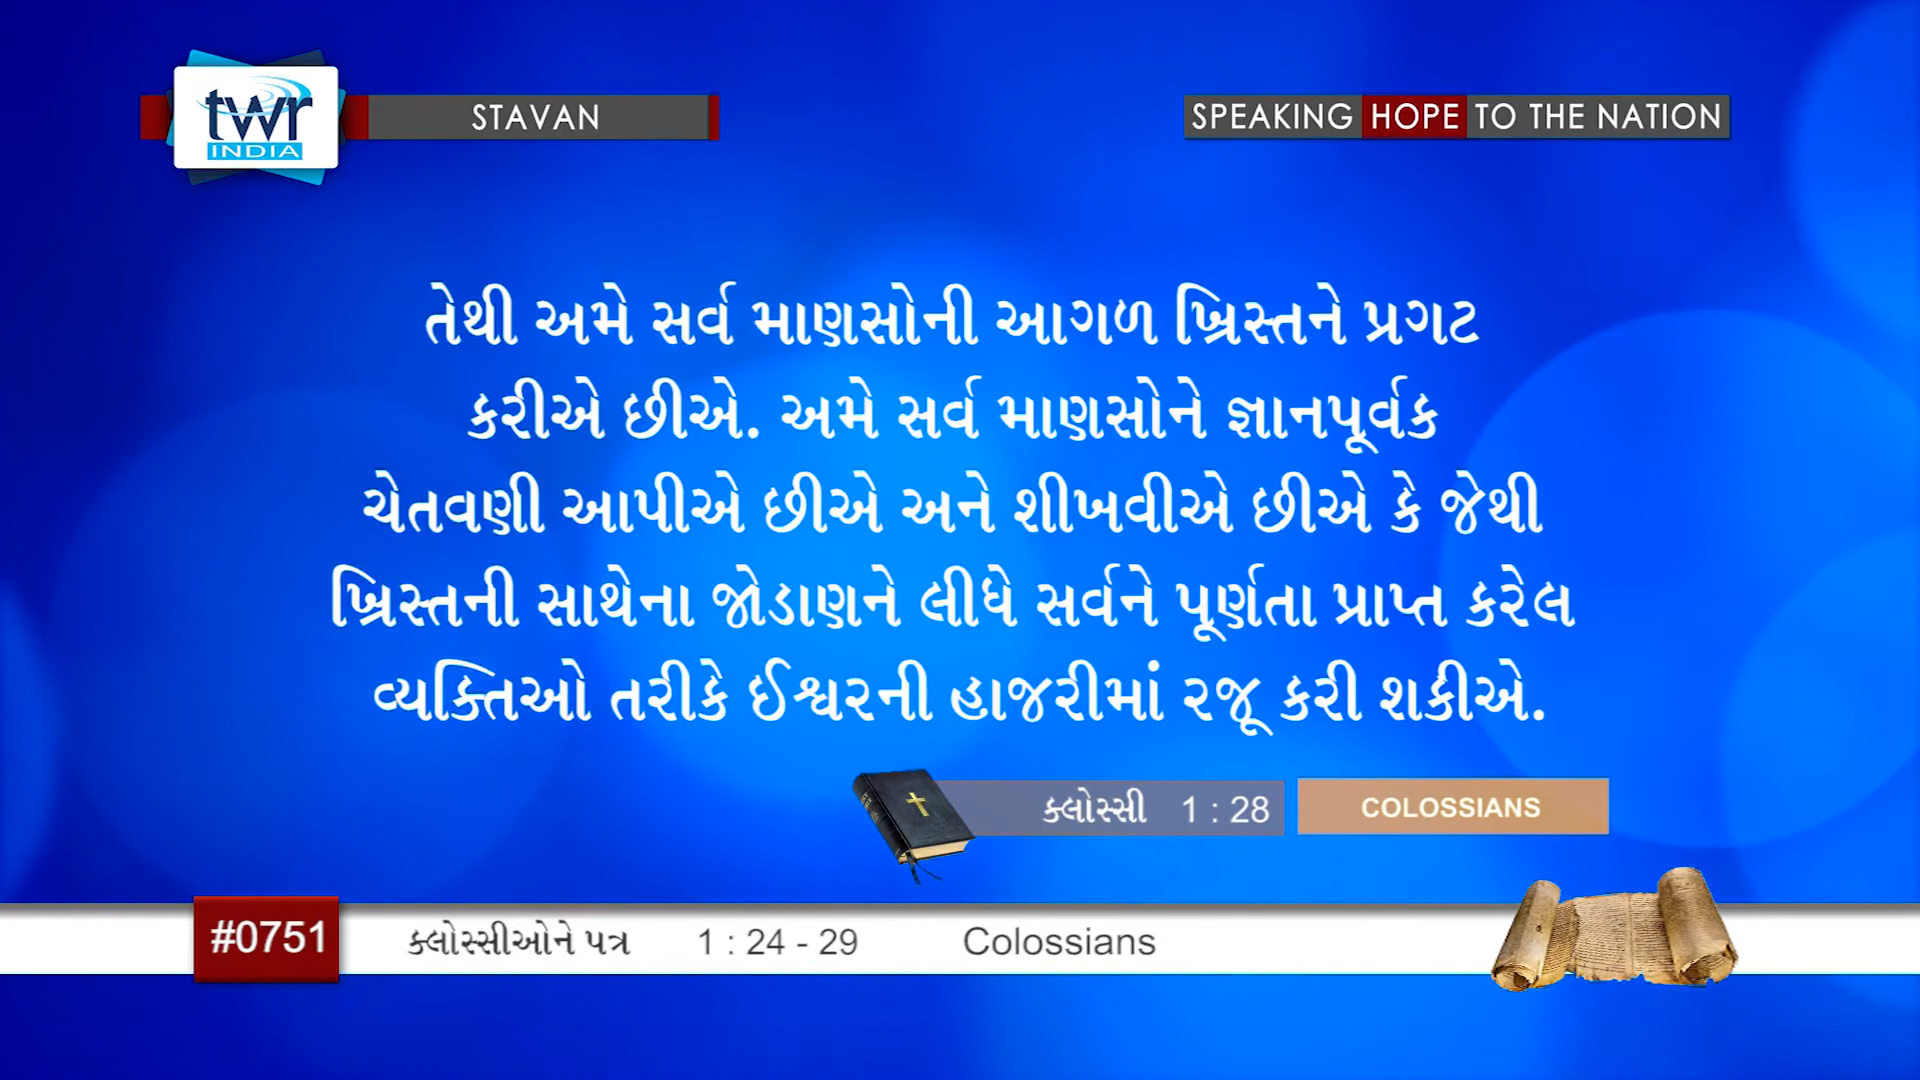 twr
INDIA
STAVAN
SPEAKING HOPE TO THE NATION
તેથી અમે સર્વ માણસોની આગળ ખ્રિસ્તને પ્રગટ
કરીએ છીએ. અમે સર્વ માણસોને જ્ઞાનપૂર્વક
ચેતવણી આપીએ છીએ અને શીખવીએ છીએ કે જેથી
ખ્રિસ્તની સાથેના જોડાણને લીધે સર્વને પૂર્ણતા પ્રાપ્ત કરેલ
વ્યક્તિઓ તરીકે ઈશ્વરની હાજરીમાં રજૂ કરી શકીએ.
ક્લોસ્સી 1 : 28 COLOSSIANS
#0751 ક્લોસ્સીઓને પત્ર 1 : 24 - 29 Colossians